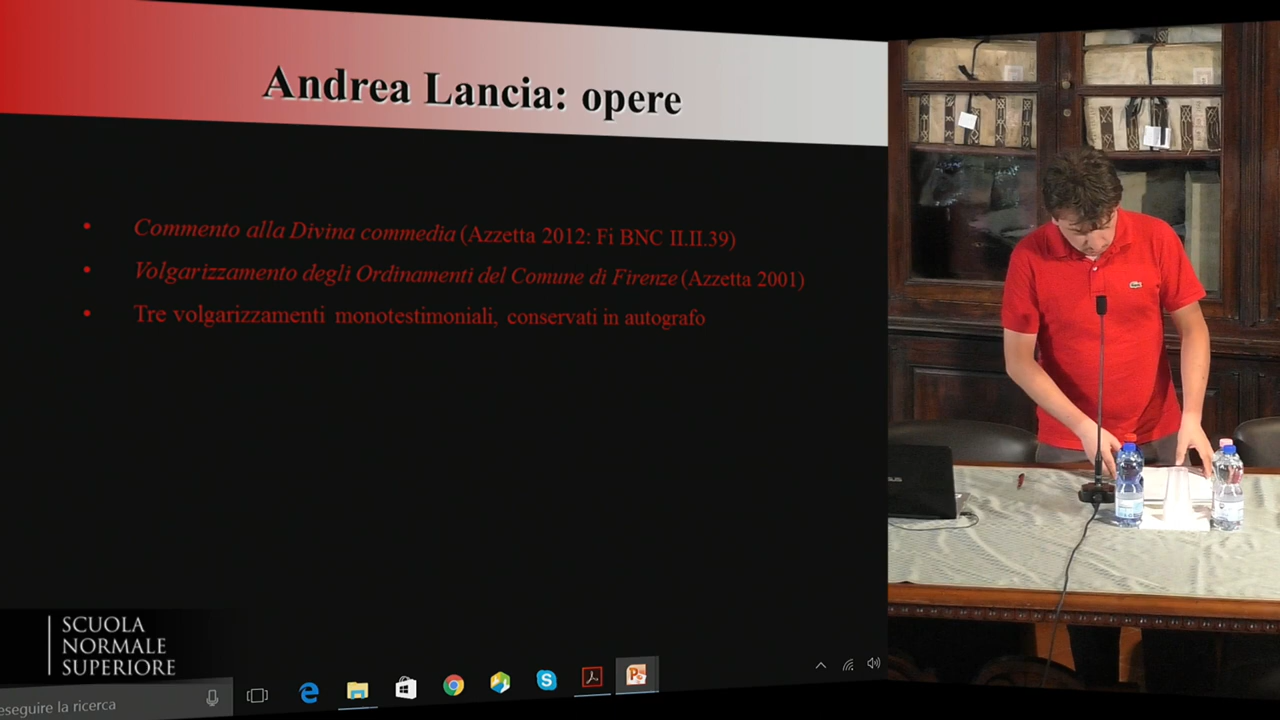 Andrea Lancia: opere
• Commento alla Divina commedia (Azzetta 2012: Fi BNC II.II.39)
• Volgarizzamento degli Ordinamenti del Comune di Firenze (Azzetta 2001)
• Tre volgarizzamenti monotestimoniali, conservati in autografo
SCUOLA
NORMALE
SUPERIORE
eseguire la ricerca